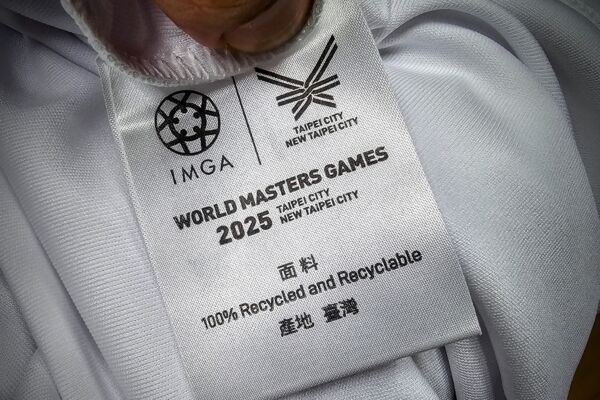 IMGA
TAIPEI CITY
NEW TAIPEI CITY
WORLD MASTERS GAMES
2025 TAIPEI CITY
NEW TAIPEI CITY
面料
100% Recycled and Recyclable
產地 臺灣